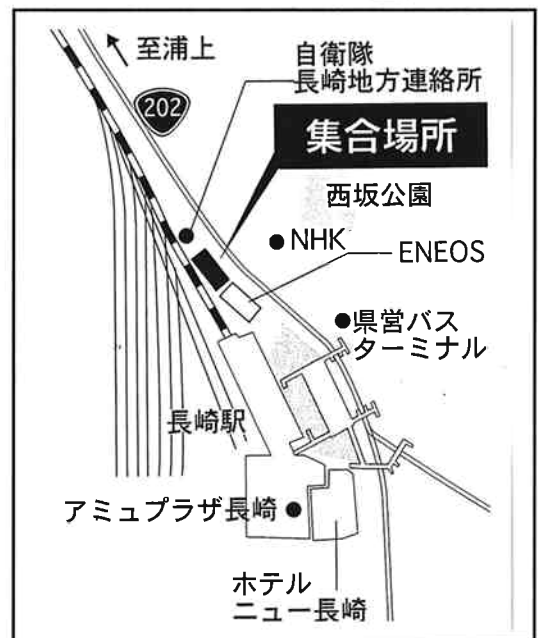 至浦上
自衛隊
長崎地方連絡所
202
集合場所
西坂公園
NHK
ENEOS
県営バス
ターミナル
長崎駅
アミュプラザ長崎
ホテル
ニュー長崎